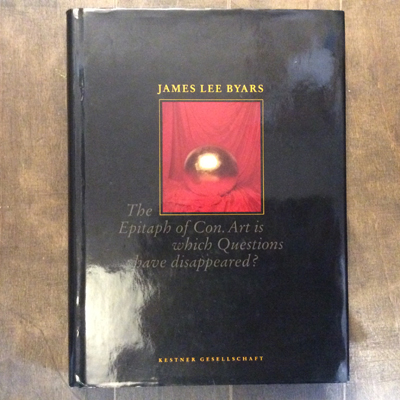 JAMES LEE BYARS
The
Epitaph of Con. Art is
which Questions
have disappeared?
KESTNER GESELLSCHAFT